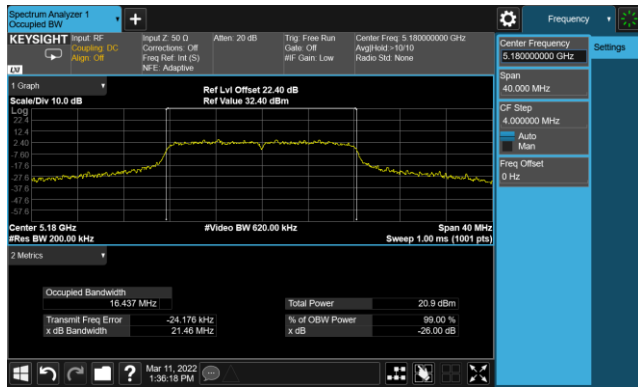 Spectrum Analyzer 1
Occupied BW
Frequency
KEYSIGHT
Input: RF
Coupling: DC
Align: Off
Input Z: 50 Ω
Corrections: Off
Freq Ref: Int (S)
NFE: Adaptive
Atten: 20 dB
Trig: Free Run
Gate: Off
#IF Gain: Low
Center Freq: 5.180000000 GHz
Avg|Hold:>10/10
Radio Std: None
LXI
1 Graph
Scale/Div 10.0 dB
Ref Lvl Offset 22.40 dB
Ref Value 32.40 dBm
Log
22.4
12.4
2.40
-7.60
-17.6
-27.6
-37.6
-47.6
-57.6
Center 5.18 GHz
#Res BW 200.00 kHz
#Video BW 620.00 kHz
Span 40 MHz
Sweep 1.00 ms (1001 pts)
2 Metrics
Occupied Bandwidth
16.437 MHz
Total Power
20.9 dBm
Transmit Freq Error
-24.176 kHz
% of OBW Power
99.00 %
x dB Bandwidth
21.46 MHz
x dB
-26.00 dB
Mar 11, 2022
1:36:18 PM
Center Frequency
5.180000000 GHz
Settings
Span
40.000 MHz
CF Step
4.000000 MHz
Auto
Man
Freq Offset
0 Hz